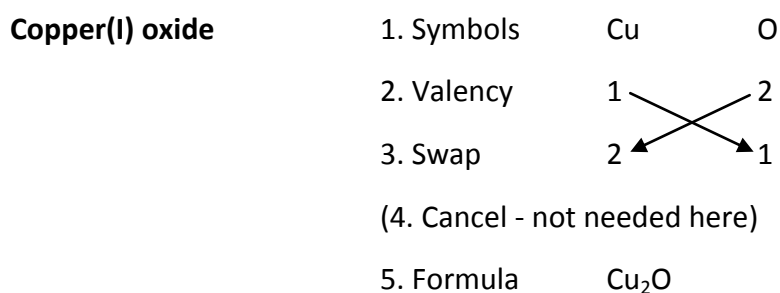 Copper(I) oxide 1. Symbols Cu O
2. Valency 1 2
3. Swap 2 1
(4. Cancel - not needed here)
5. Formula Cu₂O